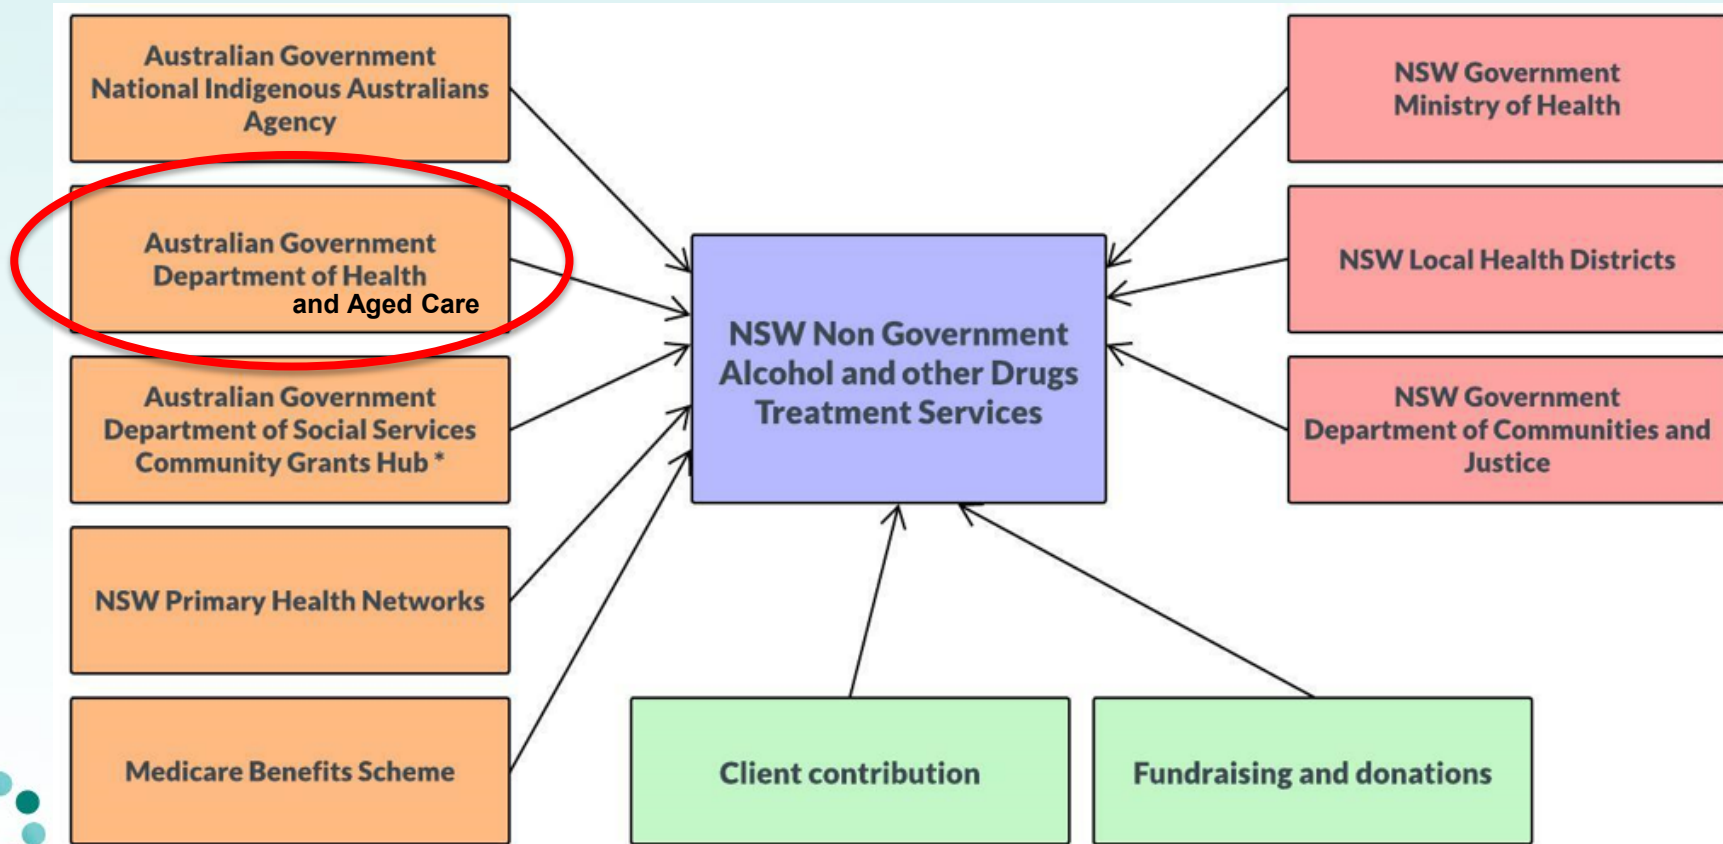 Australian Government
National Indigenous Australians
Agency
Australian Government
Department of Health
and Aged Care
Australian Government
Department of Social Services
Community Grants Hub *
NSW Primary Health Networks
Medicare Benefits Scheme
NSW Non Government
Alcohol and other Drugs
Treatment Services
Client contribution
Fundraising and donations
NSW Government
Ministry of Health
NSW Local Health Districts
NSW Government
Department of Communities and
Justice